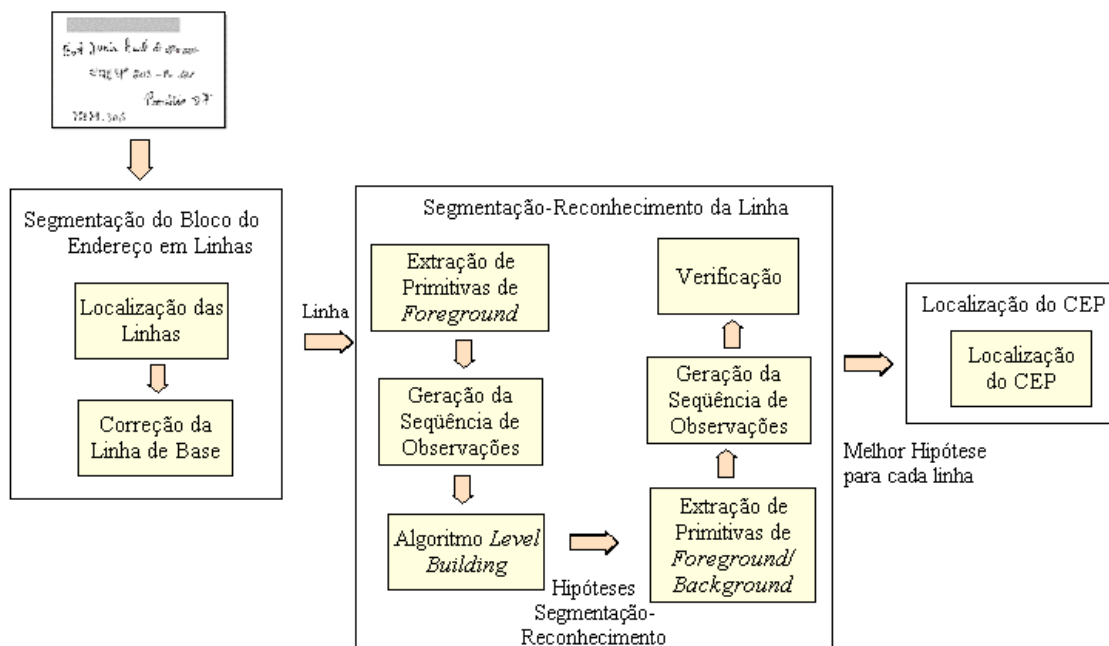 Segmentação do Bloco do
Endereço em Linhas
Localização das
Linhas
Correção da
Linha de Base
Linha
Segmentação-Reconhecimento da Linha
Extração de
Primitivas de
Foreground
Geração da
Seqüência de
Observações
Algoritmo Level
Building
Hipóteses
Segmentação-
Reconhecimento
Extração de
Primitivas de
Foreground/
Background
Geração da
Seqüência de
Observações
Verificação
Melhor Hipótese
para cada linha
Localização do CEP
Localização
do CEP